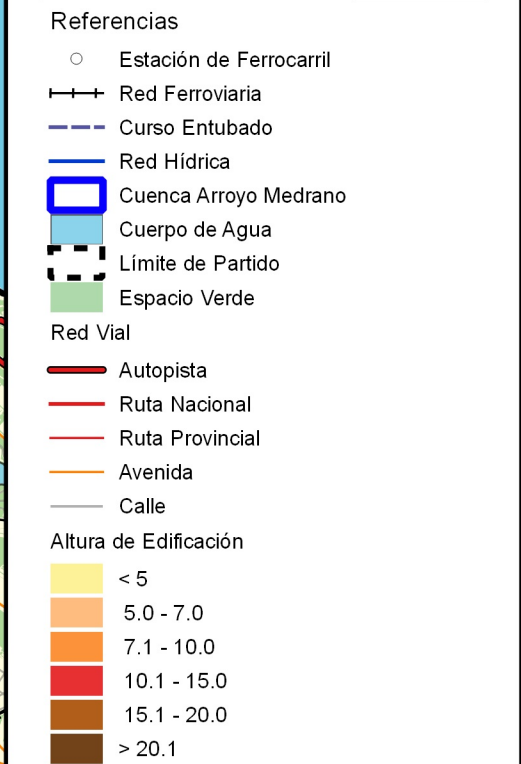 Referencias
Estación de Ferrocarril
Red Ferroviaria
Curso Entubado
Red Hídrica
Cuenca Arroyo Medrano
Cuerpo de Agua
Límite de Partido
Espacio Verde
Red Vial
Autopista
Ruta Nacional
Ruta Provincial
Avenida
Calle
Altura de Edificación
< 5
5.0 - 7.0
7.1 - 10.0
10.1 - 15.0
15.1 - 20.0
> 20.1